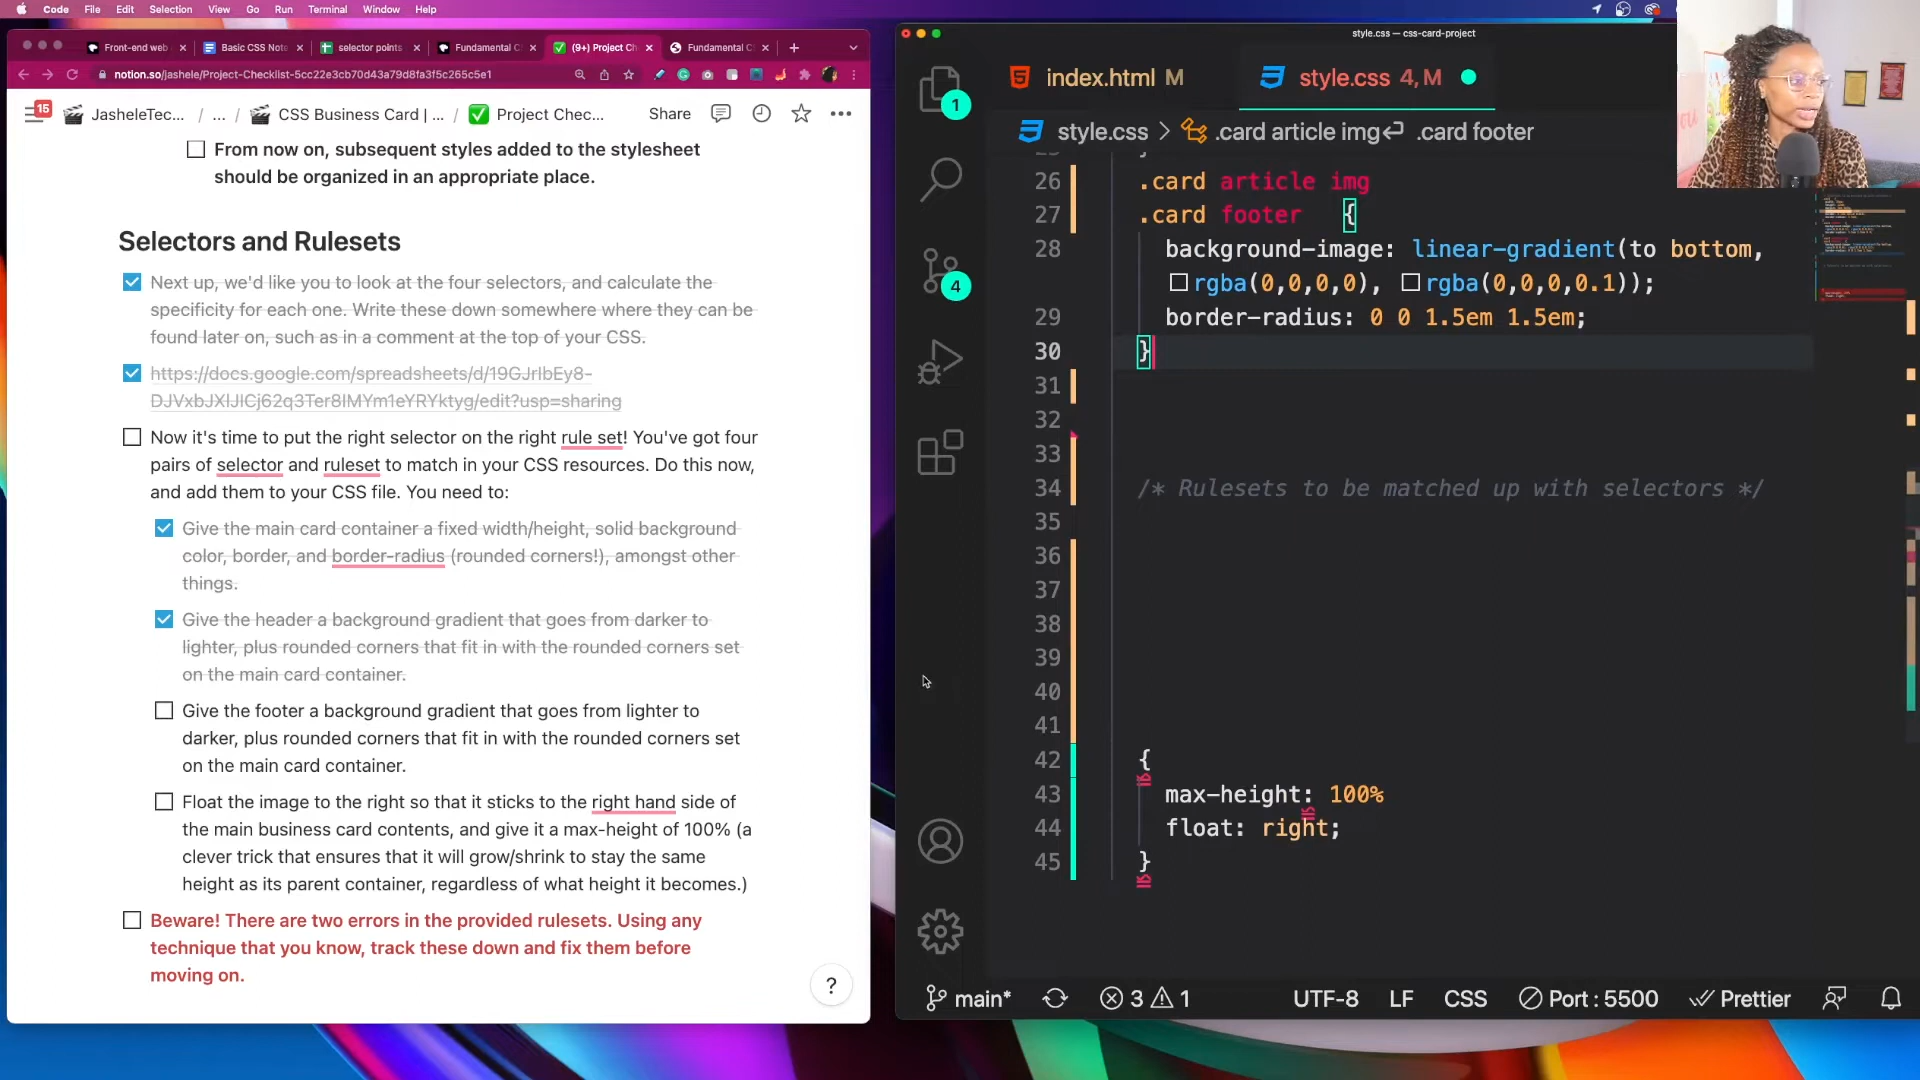 Code File Edit Selection View Go Run Terminal Window Help
Front-end web
Basic CSS Note
selector points
Fundamental C
(9+) Project Ch
Fundamental C
notion.so/jashele/Project-Checklist-5cc22e3cb70d43a79d8fa3f5c265c5e1
15
JasheleTec... / ... / CSS Business Card | ... / Project Chec...
Share
From now on, subsequent styles added to the stylesheet
should be organized in an appropriate place.
Selectors and Rulesets
Next up, we'd like you to look at the four selectors, and calculate the
specificity for each one. Write these down somewhere where they can be
found later on, such as in a comment at the top of your CSS.
https://docs.google.com/spreadsheets/d/19GJrIbEy8-
DJVxbJXIJICj62q3Ter8IMYm1eYRYktyg/edit?usp=sharing
Now it's time to put the right selector on the right rule set! You've got four
pairs of selector and ruleset to match in your CSS resources. Do this now,
and add them to your CSS file. You need to:
Give the main card container a fixed width/height, solid background
color, border, and border-radius (rounded corners!), amongst other
things.
Give the header a background gradient that goes from darker to
lighter, plus rounded corners that fit in with the rounded corners set
on the main card container.
Give the footer a background gradient that goes from lighter to
darker, plus rounded corners that fit in with the rounded corners set
on the main card container.
Float the image to the right so that it sticks to the right hand side of
the main business card contents, and give it a max-height of 100% (a
clever trick that ensures that it will grow/shrink to stay the same
height as its parent container, regardless of what height it becomes.)
Beware! There are two errors in the provided rulesets. Using any
technique that you know, track these down and fix them before
moving on.
?
style.css — css-card-project
index.html M
style.css 4, M
style.css > .card article img↵ .card footer
1
4
26 .card article img
27 .card footer {
28 background-image: linear-gradient(to bottom,
rgba(0,0,0,0), rgba(0,0,0,0.1));
29 border-radius: 0 0 1.5em 1.5em;
30 }
31
32
33
34 /* Rulesets to be matched up with selectors */
35
36
37
38
39
40
41
42 {
43 max-height: 100%
44 float: right;
45 }
main* 3 1 UTF-8 LF CSS Port : 5500 Prettier